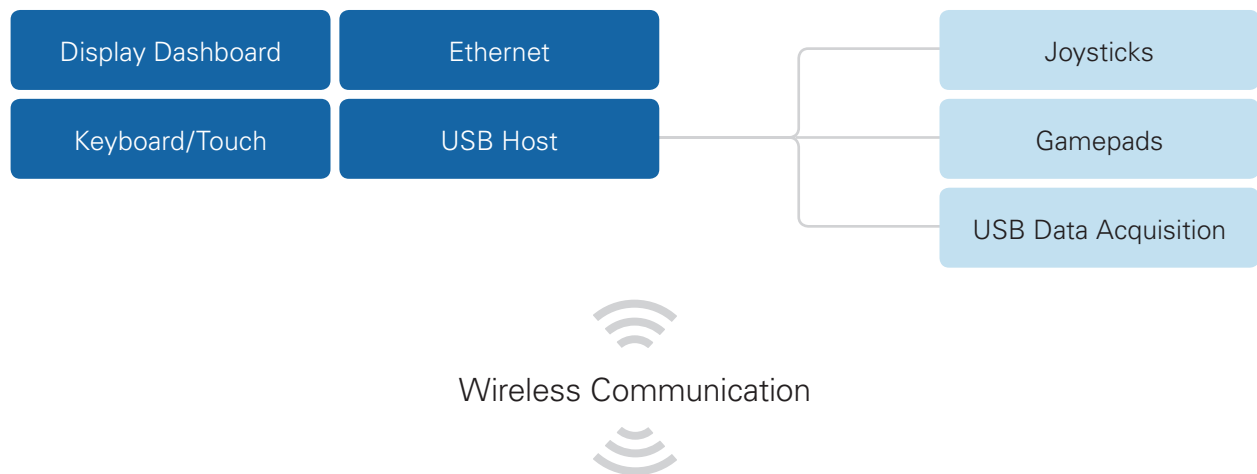 Display Dashboard
Ethernet
Joysticks
Keyboard/Touch
USB Host
Gamepads
USB Data Acquisition
Wireless Communication